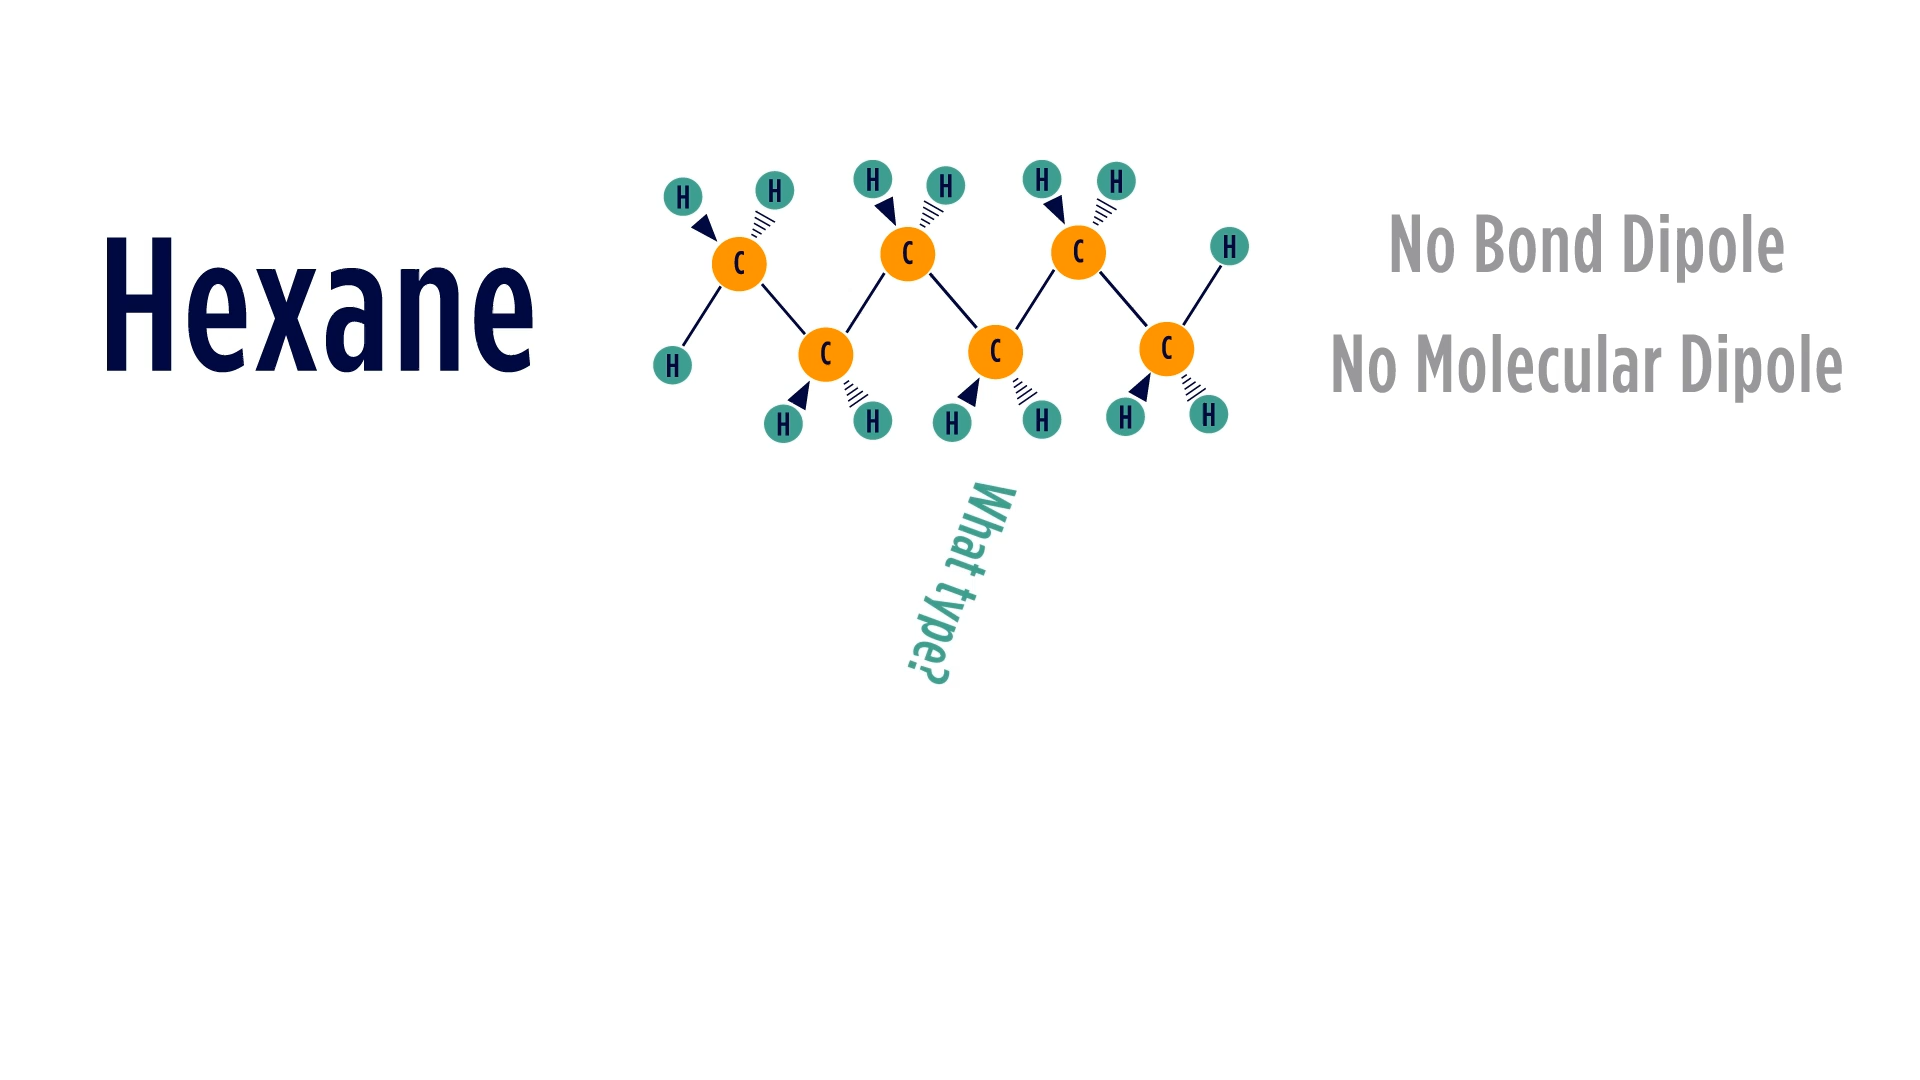 Hexane
H H H H H H
C C C H
H C C C
H H H H H H
No Bond Dipole
No Molecular Dipole
What type?